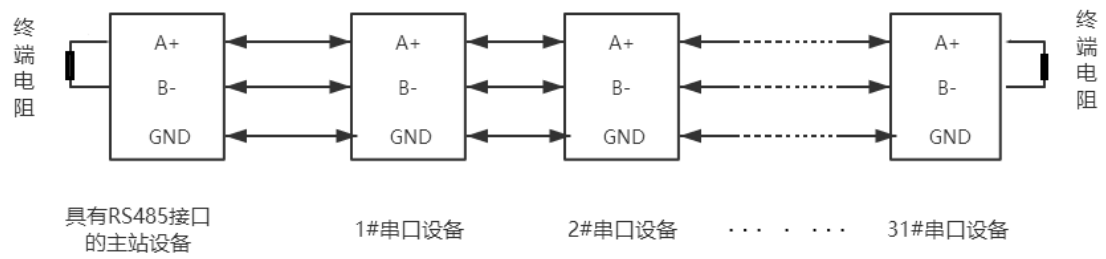 终端电阻
A+
B-
GND
A+
B-
GND
A+
B-
GND
A+
B-
GND
终端电阻
具有RS485接口
的主站设备
1#串口设备
2#串口设备
· · · · · ·
31#串口设备